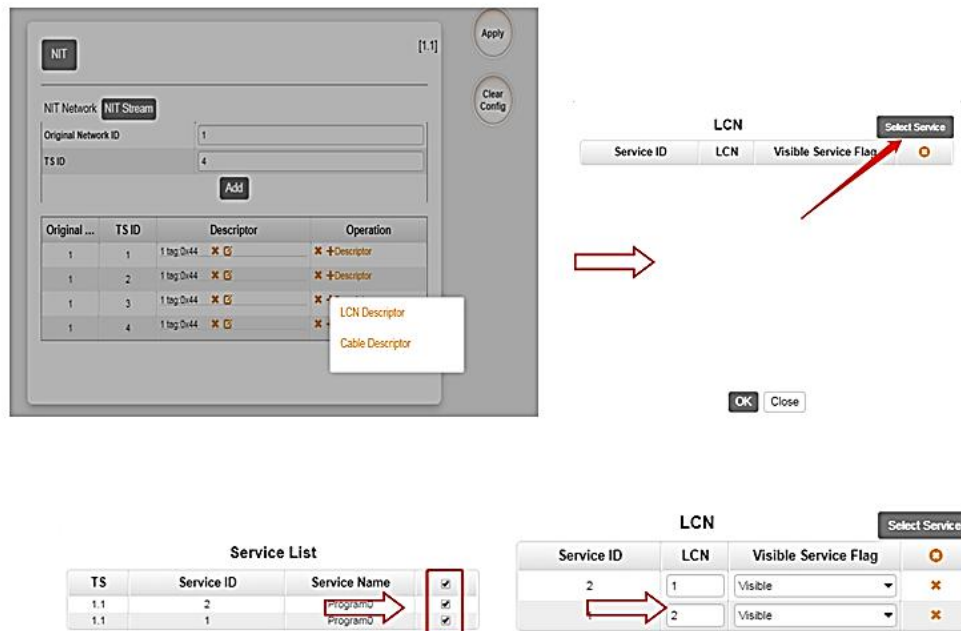 NIT
[1.1]
Apply
Clear
Config
NIT Network NIT Stream
Original Network ID 1
TS ID 4
Add
Original ... TS ID Descriptor Operation
1 1 1 tag:0x44 Descriptor
1 2 1 tag:0x44 Descriptor
1 3 1 tag:0x44
1 4 1 tag:0x44
LCN Descriptor
Cable Descriptor
LCN
Select Service
Service ID LCN Visible Service Flag
OK Close
Service List
TS Service ID Service Name
1.1 2 Program0
1.1 1 Program0
LCN
Select Service
Service ID LCN Visible Service Flag
2 1 Visible
1 2 Visible